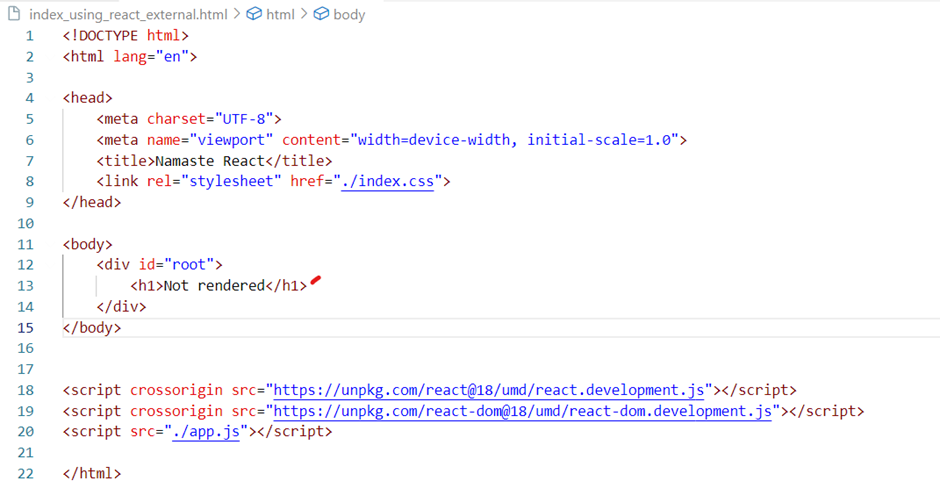 index_using_react_external.html > html > body
1 <!DOCTYPE html>
2 <html lang="en">
3
4 <head>
5     <meta charset="UTF-8">
6     <meta name="viewport" content="width=device-width, initial-scale=1.0">
7     <title>Namaste React</title>
8     <link rel="stylesheet" href="./index.css">
9 </head>
10
11 <body>
12     <div id="root">
13         <h1>Not rendered</h1>
14     </div>
15 </body>
16
17
18 <script crossorigin src="https://unpkg.com/react@18/umd/react.development.js"></script>
19 <script crossorigin src="https://unpkg.com/react-dom@18/umd/react-dom.development.js"></script>
20 <script src="./app.js"></script>
21
22 </html>